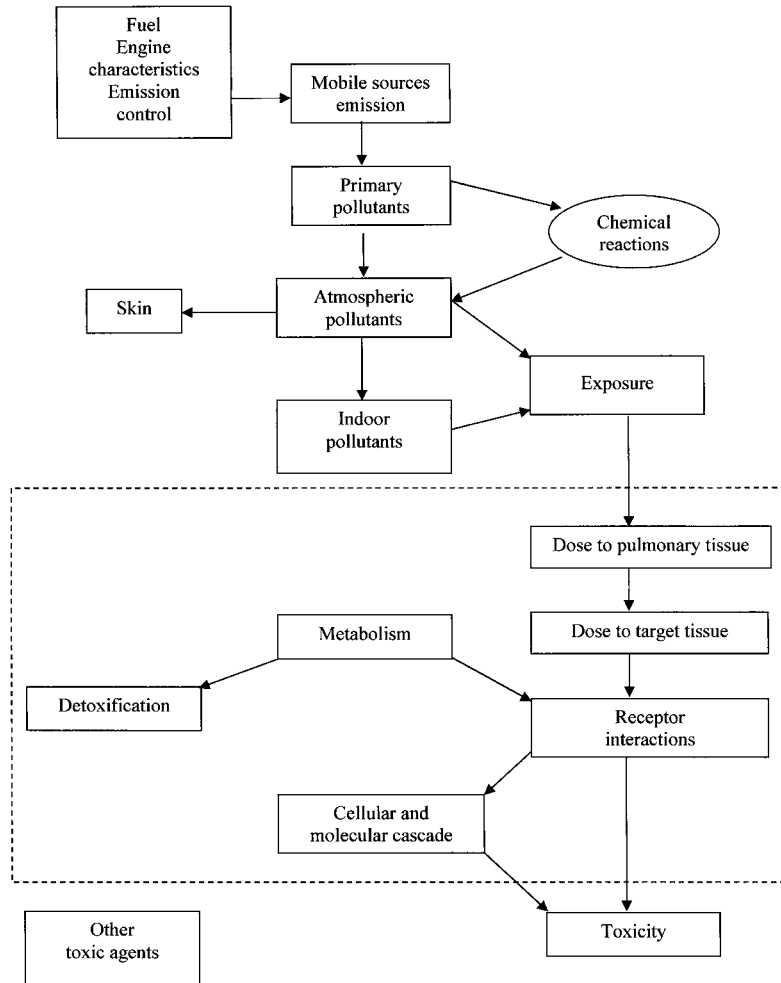 Fuel
Engine
characteristics
Emission
control
Mobile sources
emission
Primary
pollutants
Chemical
reactions
Atmospheric
pollutants
Skin
Exposure
Indoor
pollutants
Dose to pulmonary tissue
Metabolism
Dose to target tissue
Detoxification
Receptor
interactions
Cellular and
molecular cascade
Other
toxic agents
Toxicity